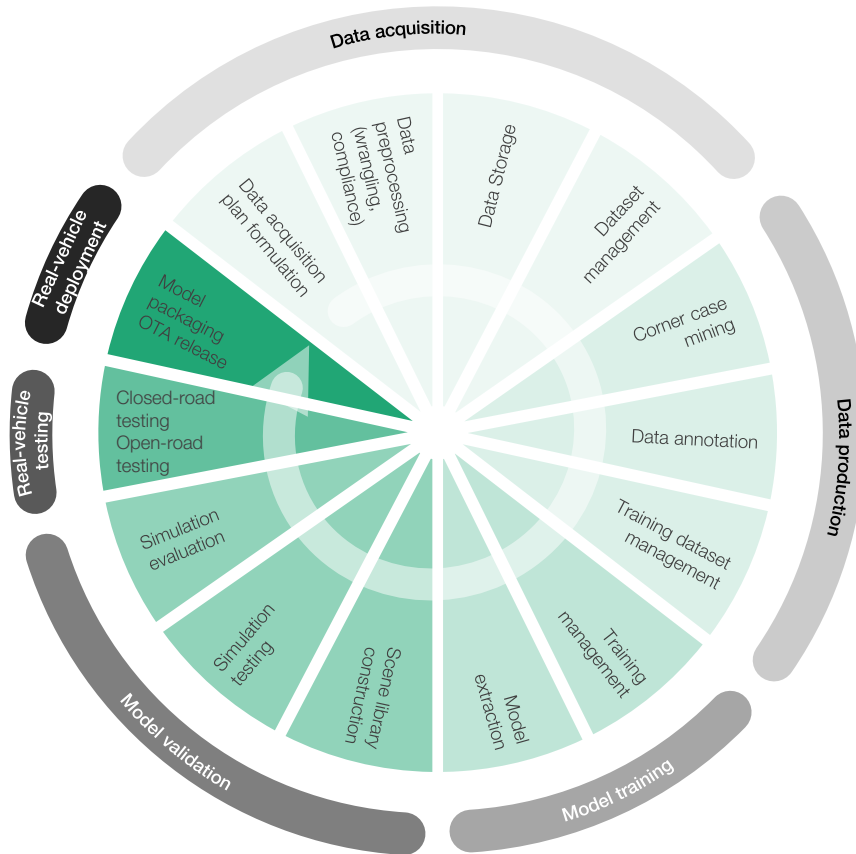 Data acquisition
Data acquisition
plan formulation
Data
preprocessing
(wrangling,
compliance)
Data Storage
Dataset
management
Data production
Corner case
mining
Data annotation
Training dataset
management
Model training
Training
management
Model
extraction
Model validation
Scene library
construction
Simulation
testing
Simulation
evaluation
Real-vehicle
testing
Closed-road
testing
Open-road
testing
Real-vehicle
deployment
Model
packaging
OTA release